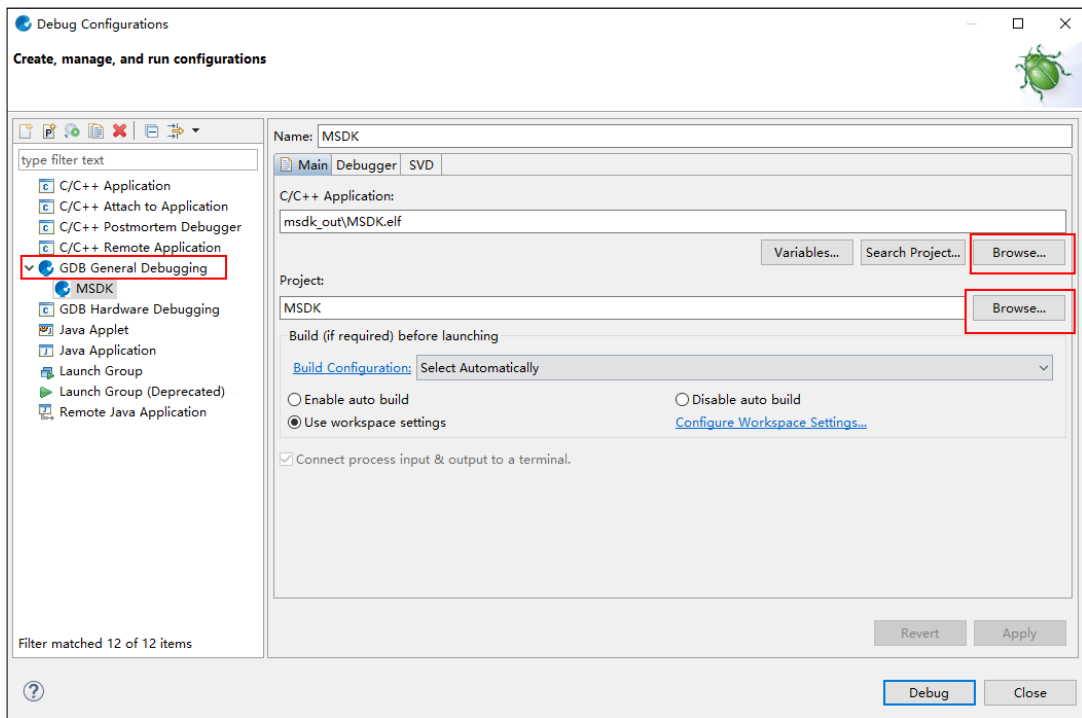 Debug Configurations
Create, manage, and run configurations
type filter text
C/C++ Application
C/C++ Attach to Application
C/C++ Postmortem Debugger
C/C++ Remote Application
GDB General Debugging
MSDK
GDB Hardware Debugging
Java Applet
Java Application
Launch Group
Launch Group (Deprecated)
Remote Java Application
Filter matched 12 of 12 items
Name: MSDK
Main Debugger SVD
C/C++ Application:
msdk_out\MSDK.elf
Variables... Search Project... Browse...
Project:
MSDK Browse...
Build (if required) before launching
Build Configuration: Select Automatically
Enable auto build Disable auto build
Use workspace settings Configure Workspace Settings...
Connect process input & output to a terminal.
Revert Apply
Debug Close